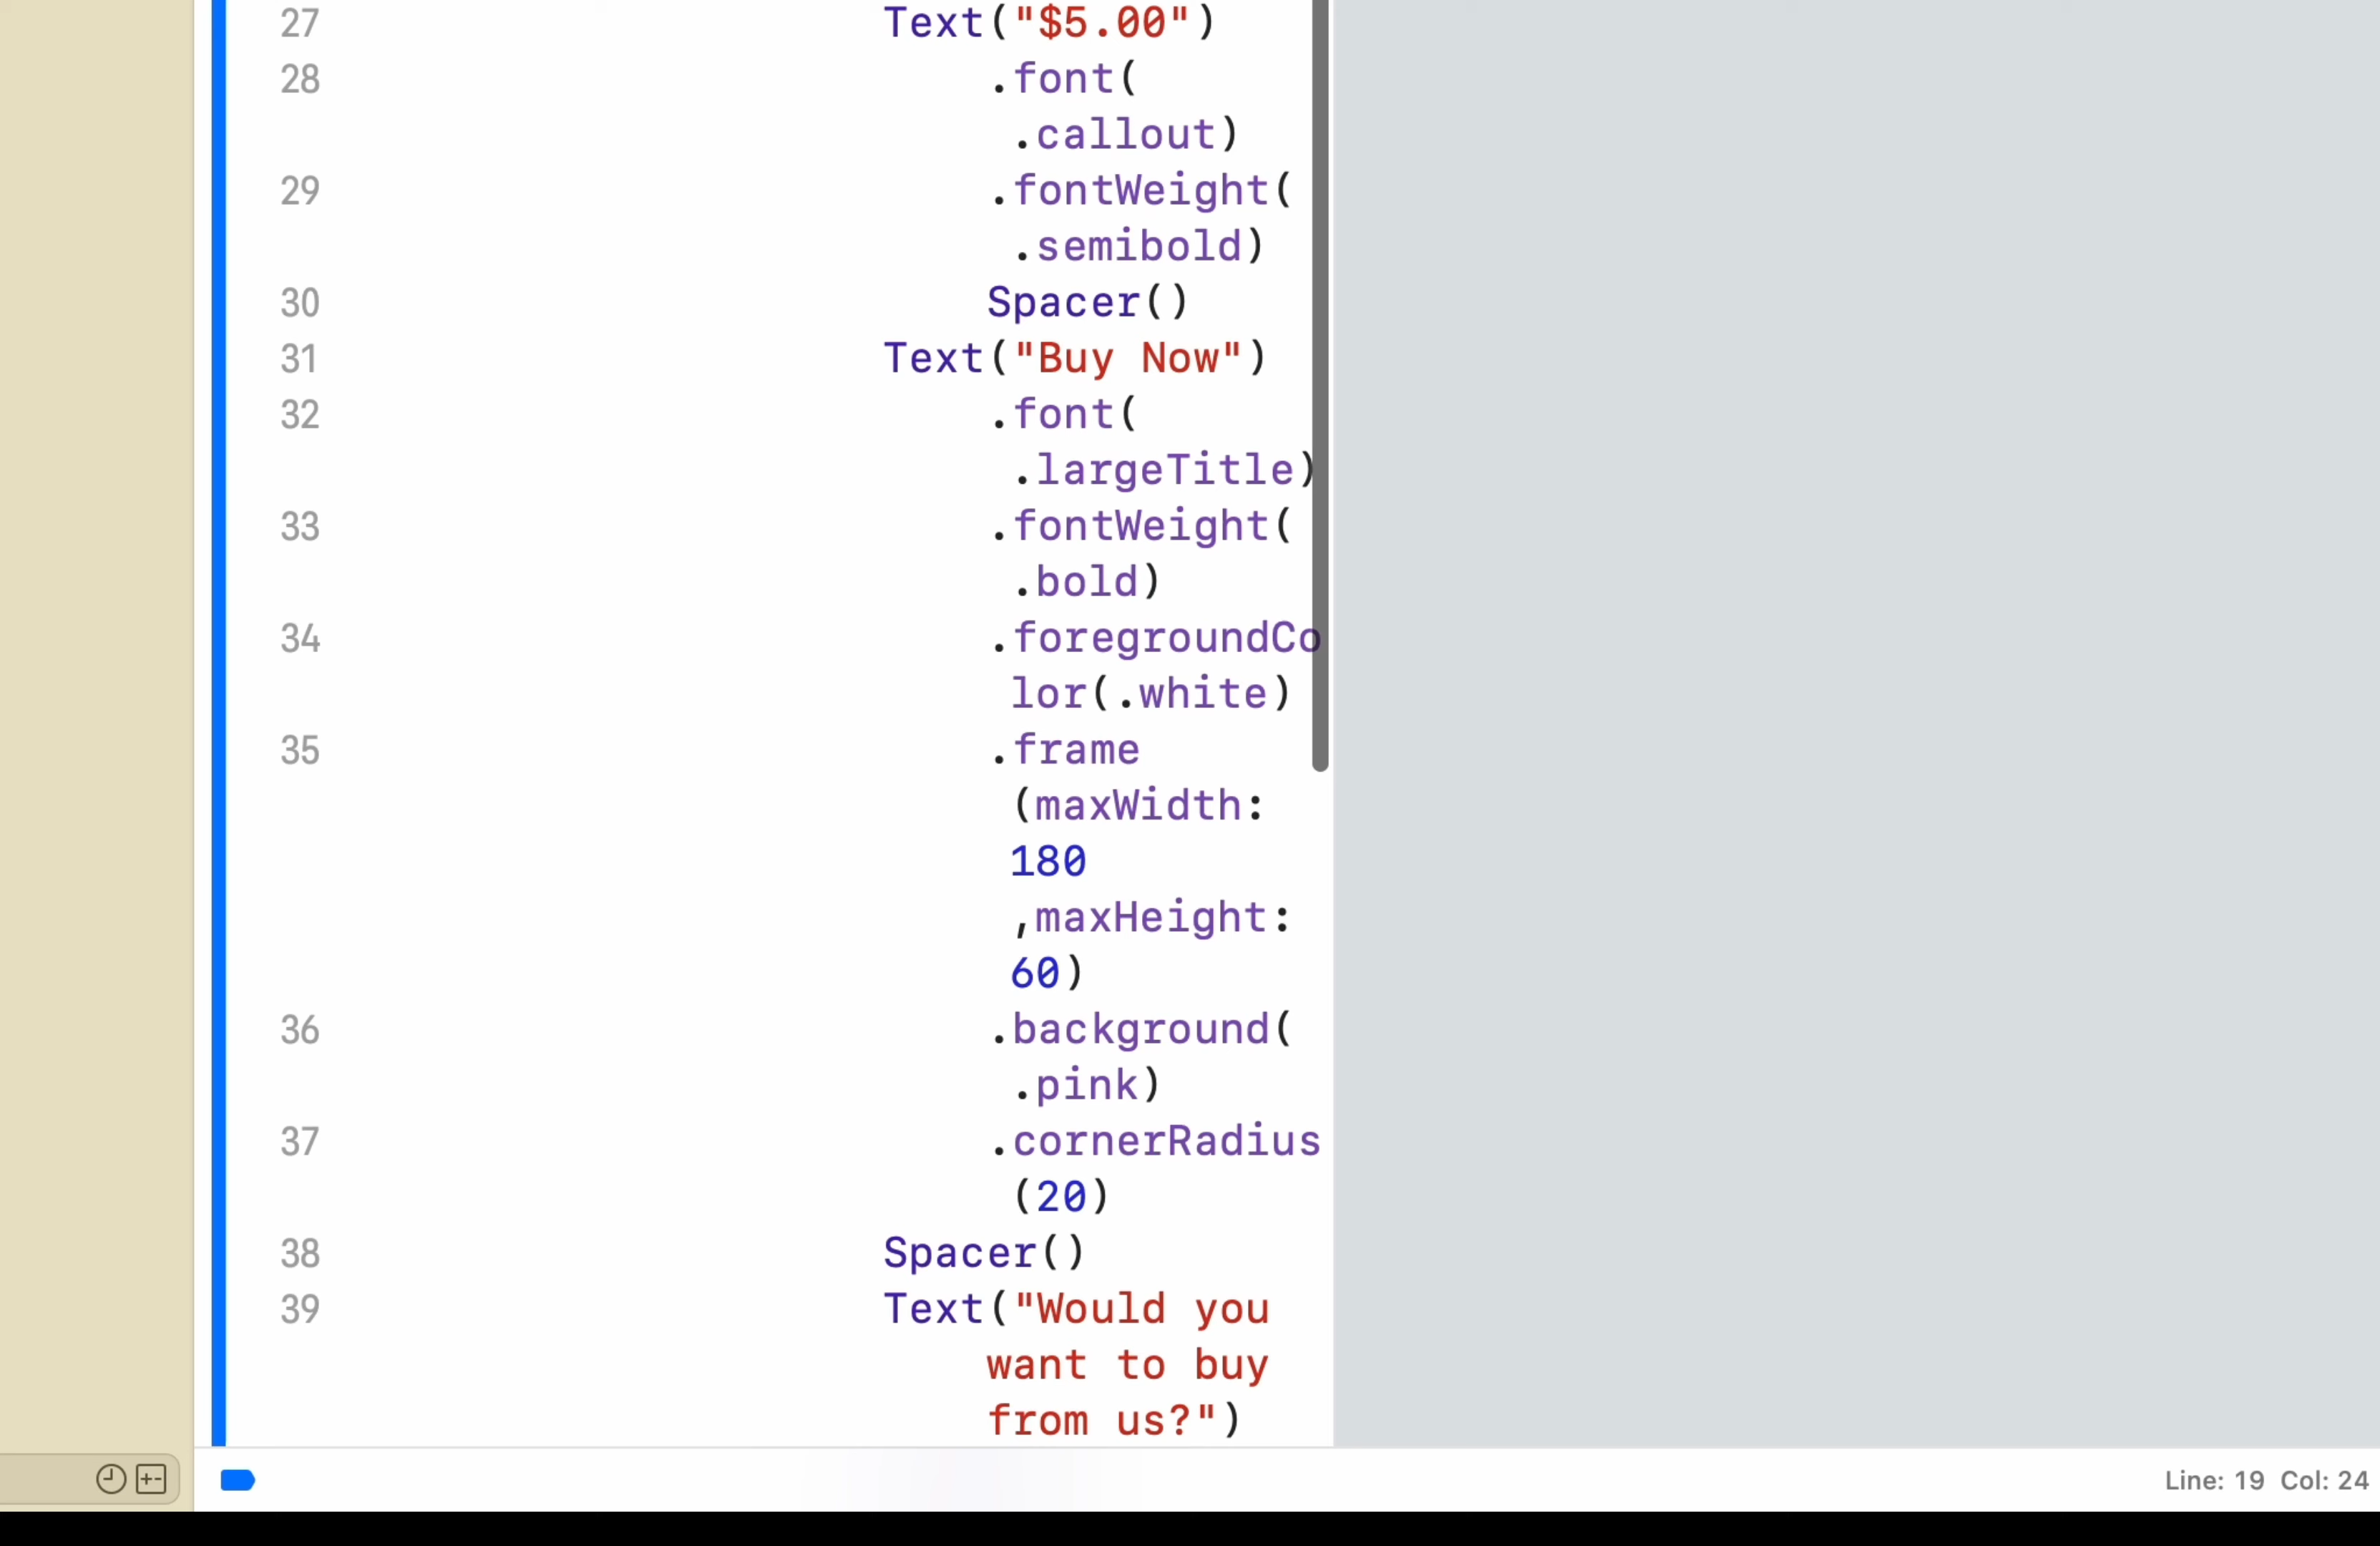 27 Text("$5.00")
28 .font(
.callout)
29 .fontWeight(
.semibold)
30 Spacer()
31 Text("Buy Now")
32 .font(
.largeTitle)
33 .fontWeight(
.bold)
34 .foregroundCo
lor(.white)
35 .frame
(maxWidth:
180
,maxHeight:
60)
36 .background(
.pink)
37 .cornerRadius
(20)
38 Spacer()
39 Text("Would you
want to buy
from us?")
Line: 19 Col: 24